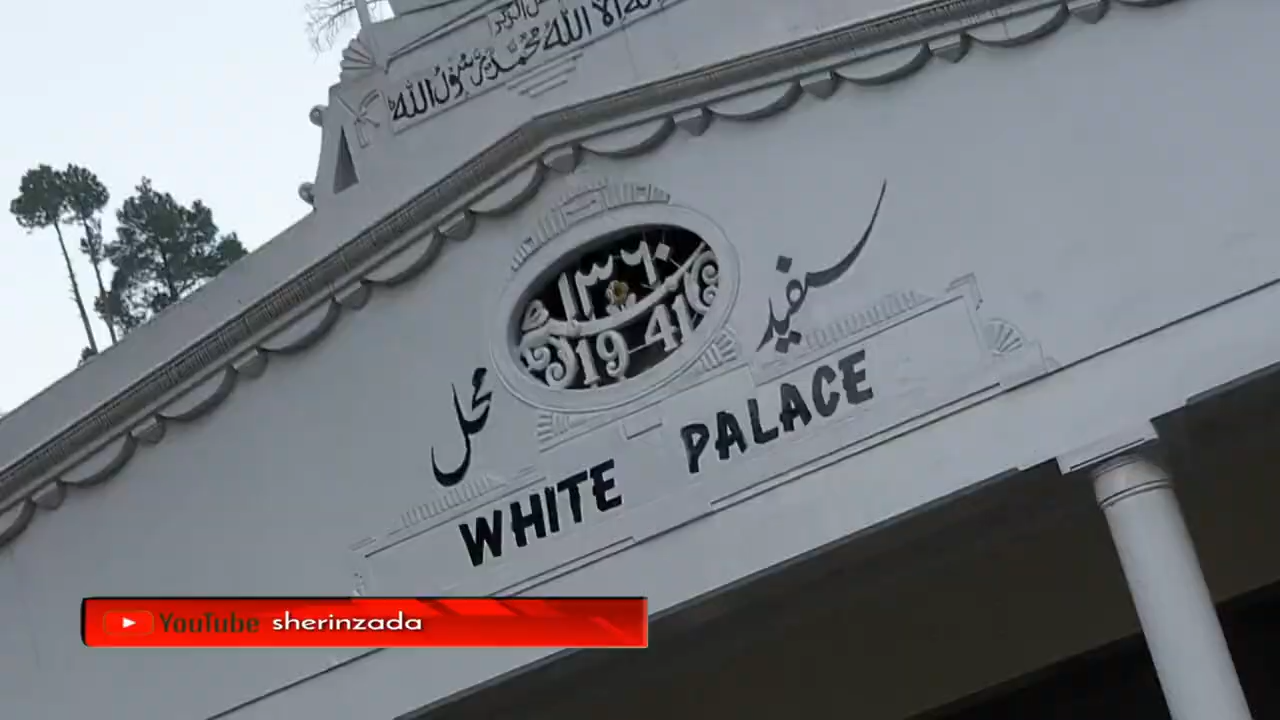 لا اله الا الله محمد رسول الله
سفید محل
۱۳۶۰
1941
WHITE PALACE
YouTube sherinzada